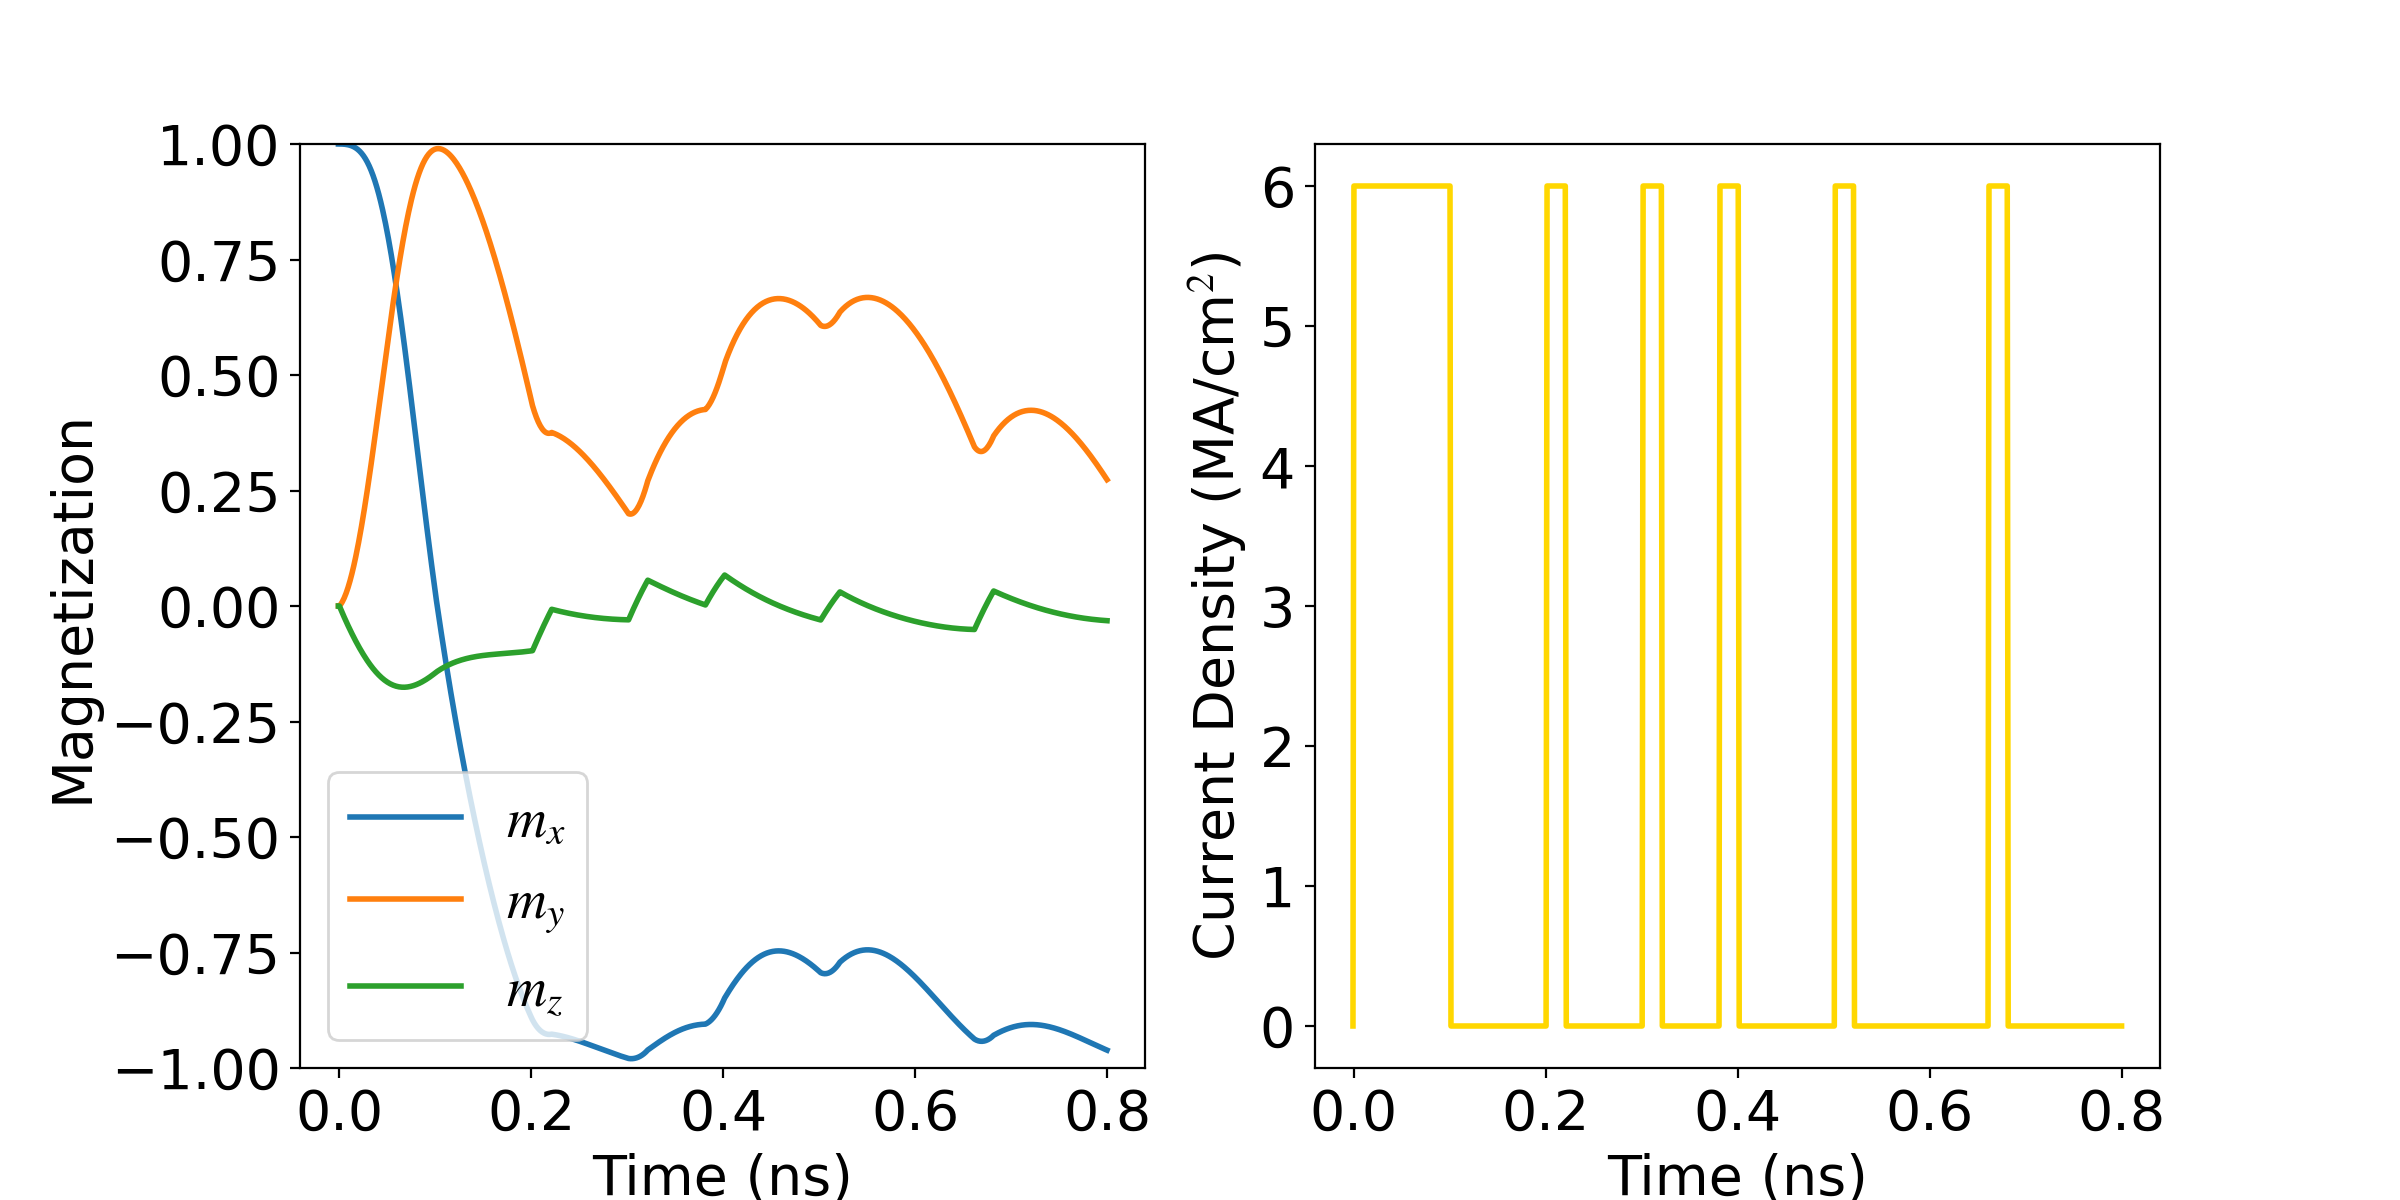 1.00
0.75
0.50
0.25
0.00
−0.25
−0.50
−0.75
−1.00
Magnetization
m_x
m_y
m_z
0.0 0.2 0.4 0.6 0.8
Time (ns)
6
5
4
3
2
1
0
Current Density (MA/cm²)
0.0 0.2 0.4 0.6 0.8
Time (ns)